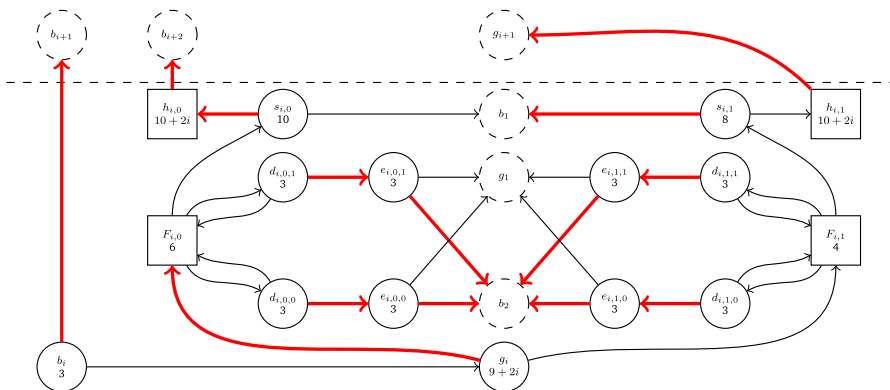 b_{i+1}
b_{i+2}
g_{i+1}
h_{i,0}
10 + 2i
s_{i,0}
10
b_1
s_{i,1}
8
h_{i,1}
10 + 2i
d_{i,0,1}
3
e_{i,0,1}
3
g_1
e_{i,1,1}
3
d_{i,1,1}
3
F_{i,0}
6
F_{i,1}
4
d_{i,0,0}
3
e_{i,0,0}
3
b_2
e_{i,1,0}
3
d_{i,1,0}
3
b_i
3
g_i
9 + 2i